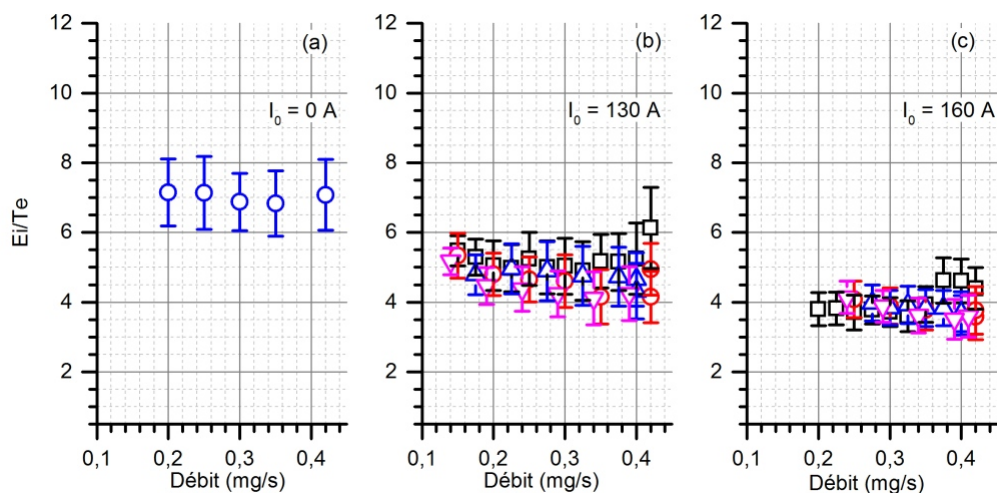 12
10
8
6
4
2
Ei/Te
(a)
I0 = 0 A
0,1 0,2 0,3 0,4
Débit (mg/s)
12
10
8
6
4
2
(b)
I0 = 130 A
0,1 0,2 0,3 0,4
Débit (mg/s)
12
10
8
6
4
2
(c)
I0 = 160 A
0,1 0,2 0,3 0,4
Débit (mg/s)